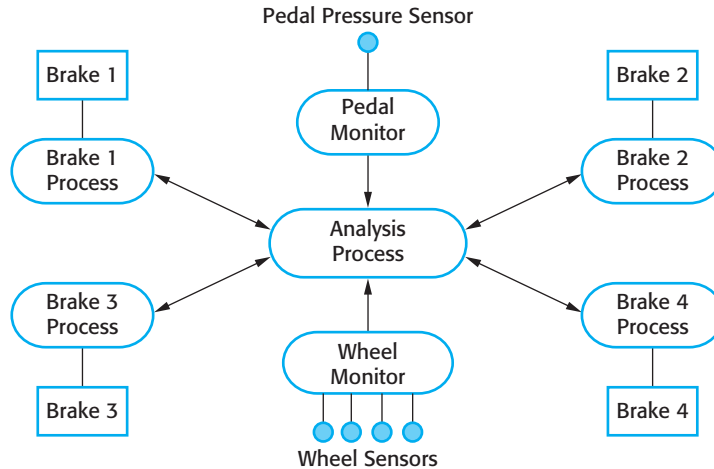 Pedal Pressure Sensor
Brake 1
Brake 2
Pedal
Monitor
Brake 1
Process
Brake 2
Process
Analysis
Process
Brake 3
Process
Brake 4
Process
Wheel
Monitor
Brake 3
Brake 4
Wheel Sensors